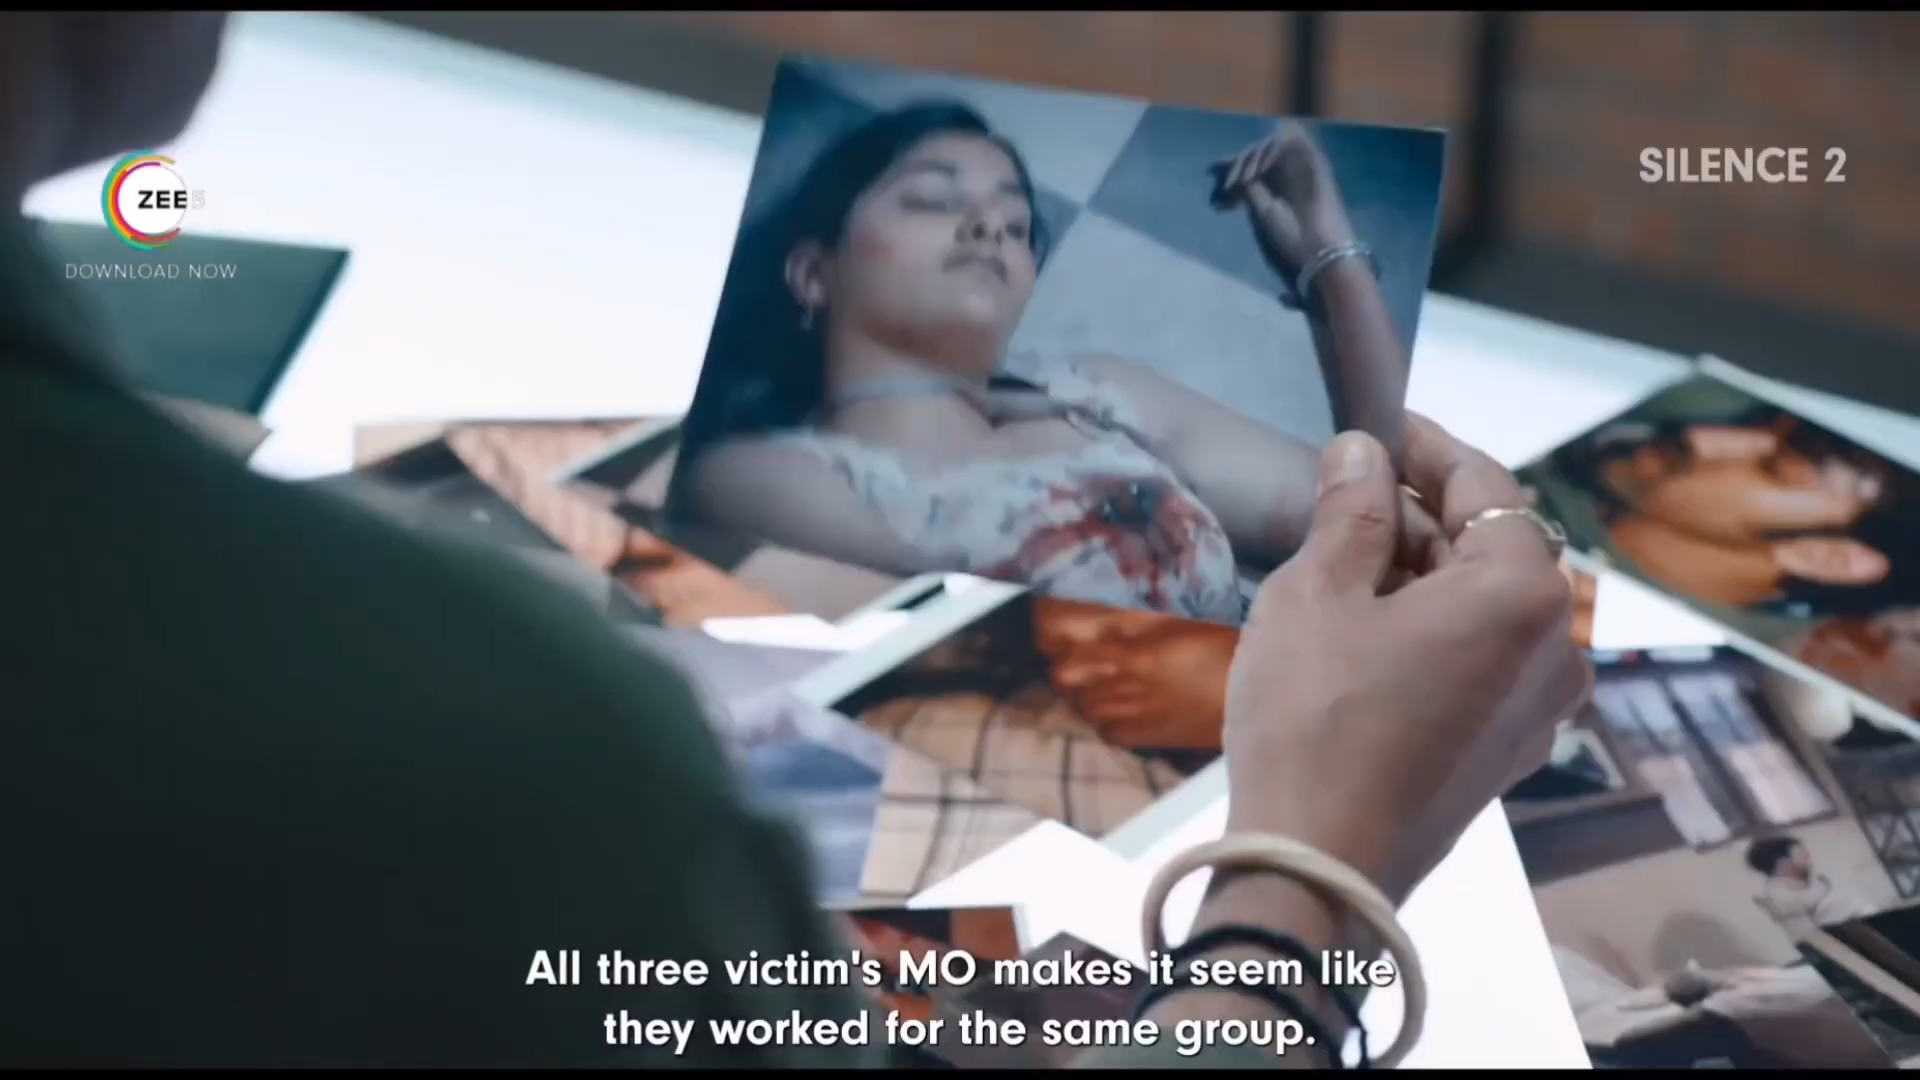 ZEE5
DOWNLOAD NOW
SILENCE 2
All three victim's MO makes it seem like
they worked for the same group.